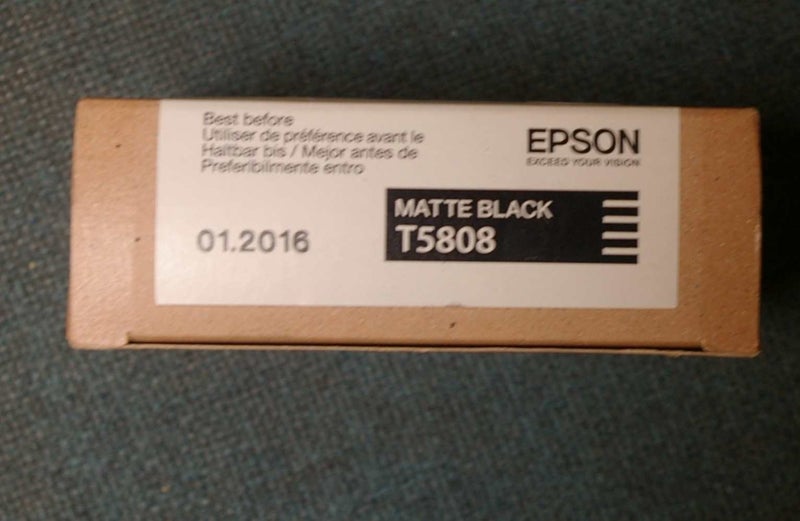 Best before
Utiliser de préférence avant le
Haltbar bis / Mejor antes de
Preferibilmente entro
EPSON
EXCEED YOUR VISION
MATTE BLACK
T5808
01.2016